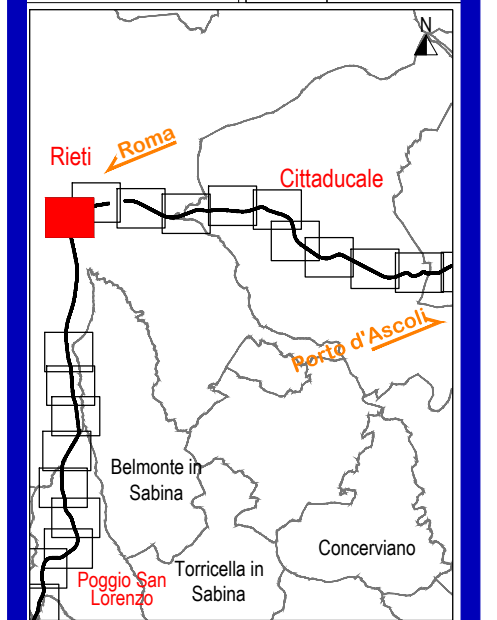 N
Roma
Rieti
Cittaducale
Porto d'Ascoli
Belmonte in
Sabina
Concerviano
Torricella in
Sabina
Poggio San
Lorenzo